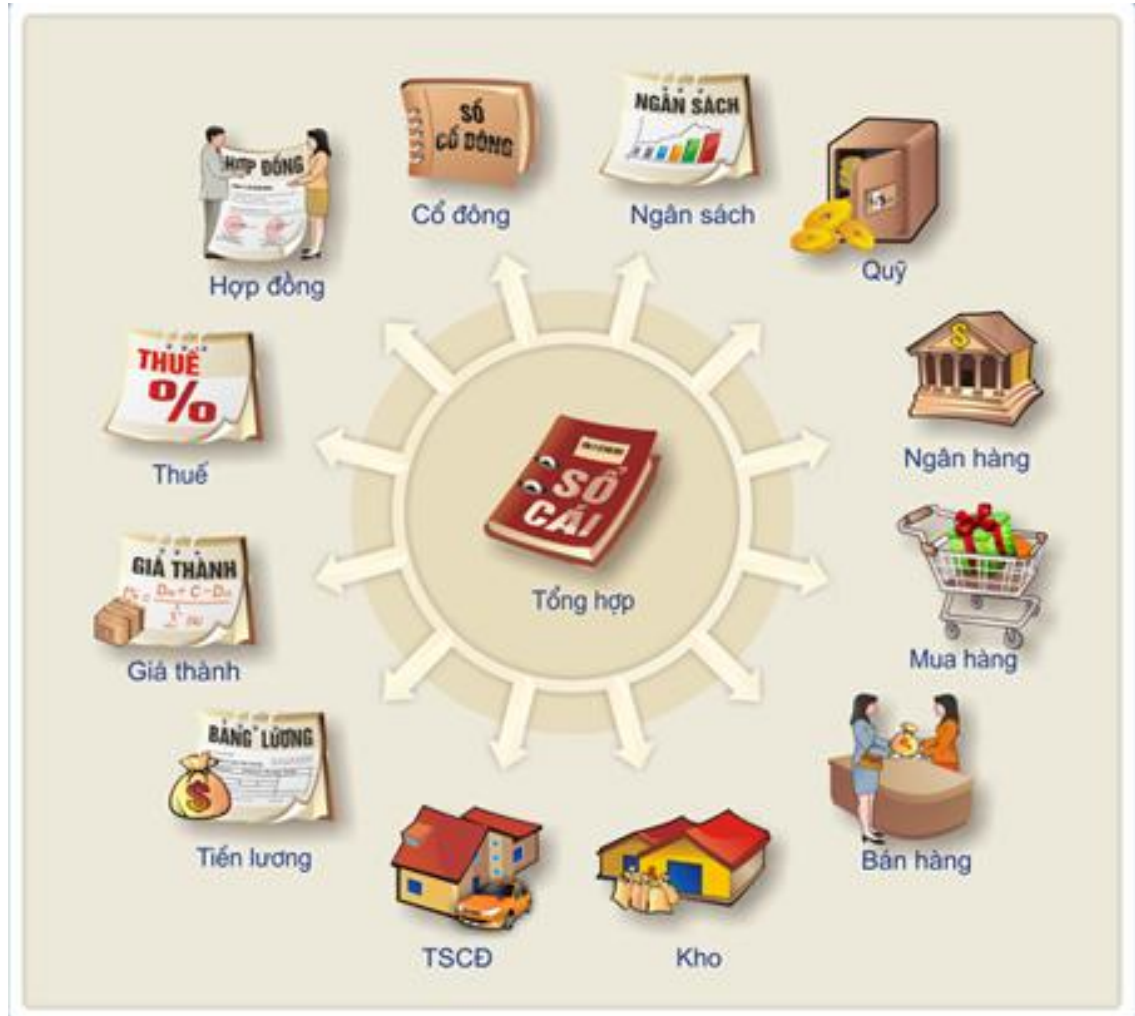 SỔ
CỔ ĐÔNG
Cổ đông
NGÂN SÁCH
Ngân sách
Quỹ
$
Ngân hàng
Mua hàng
$
Bán hàng
Kho
TSCĐ
BẢNG LƯƠNG
$
Tiền lương
GIÁ THÀNH
Giá thành
THUẾ
%
Thuế
HỢP ĐỒNG
Hợp đồng
SỔ
CÁI
Tổng hợp